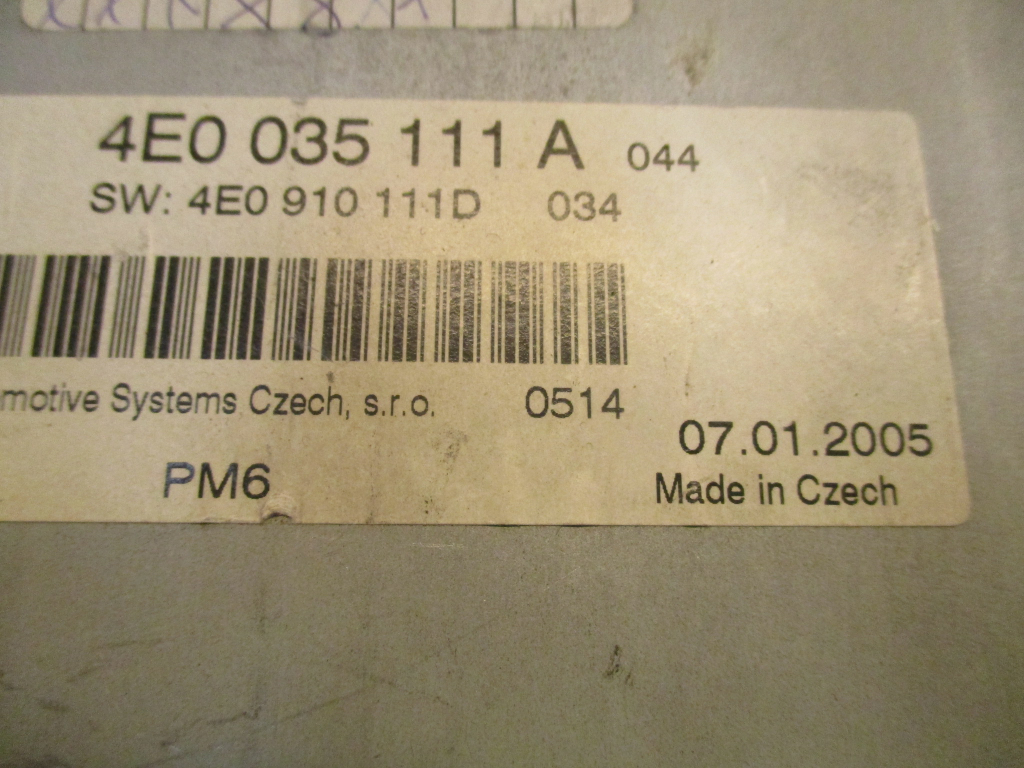 4E0 035 111 A 044
SW: 4E0 910 111D 034
motive Systems Czech, s.r.o. 0514
07.01.2005
PM6
Made in Czech